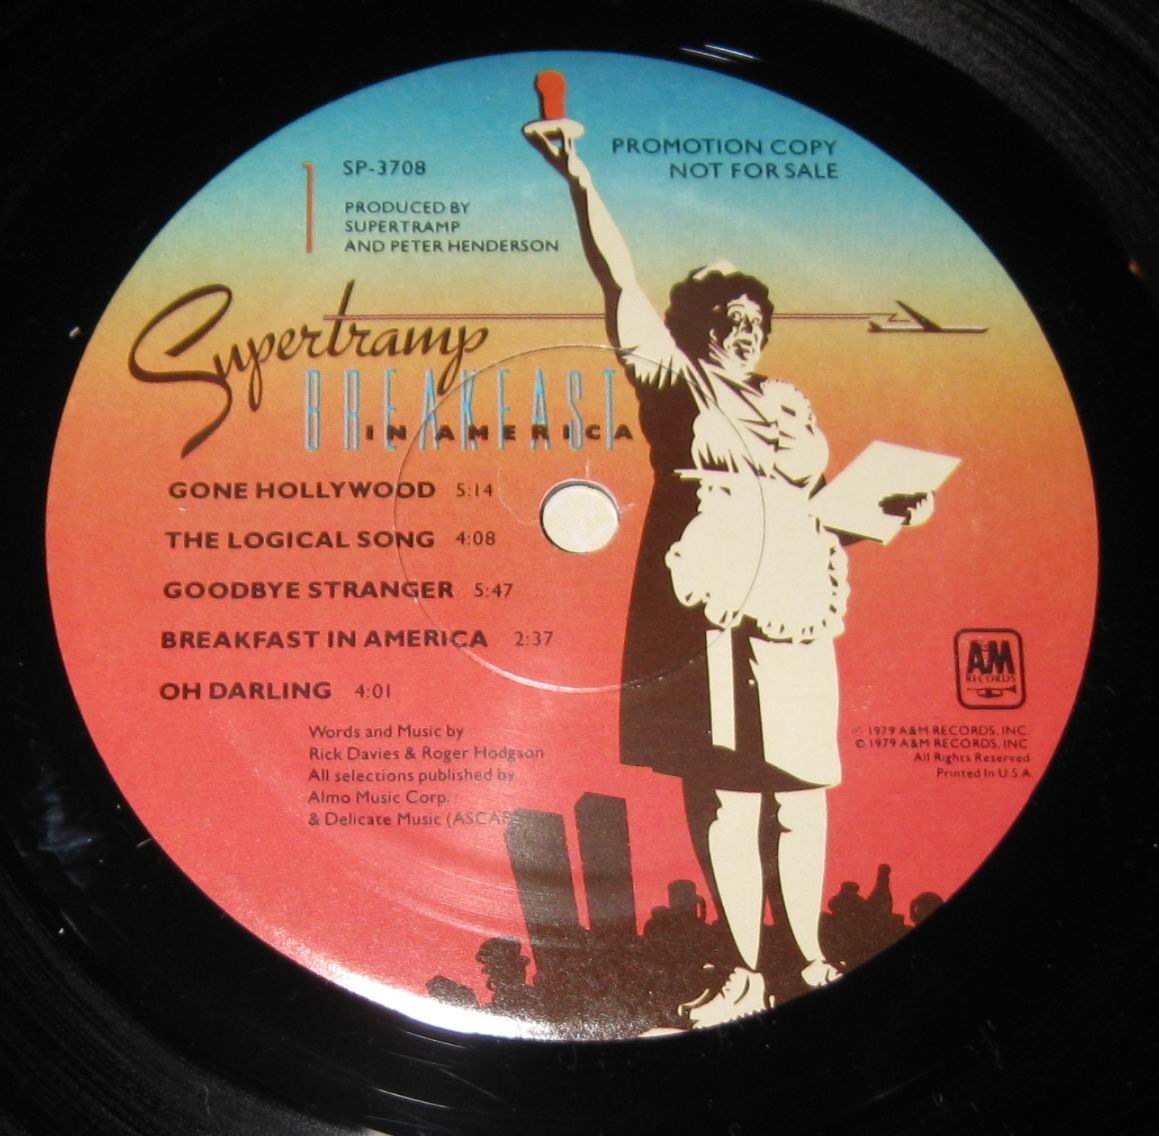 PROMOTION COPY
NOT FOR SALE
1
SP-3708
PRODUCED BY
SUPERTRAMP
AND PETER HENDERSON
Supertramp
BREAKFAST
IN AMERICA
GONE HOLLYWOOD 5:14
THE LOGICAL SONG 4:08
GOODBYE STRANGER 5:47
BREAKFAST IN AMERICA 2:37
OH DARLING 4:01
Words and Music by
Rick Davies & Roger Hodgson
All selections published by
Almo Music Corp.
& Delicate Music (ASCAP)
A&M
RECORDS
℗ 1979 A&M RECORDS, INC.
© 1979 A&M RECORDS, INC.
All Rights Reserved
Printed In U.S.A.